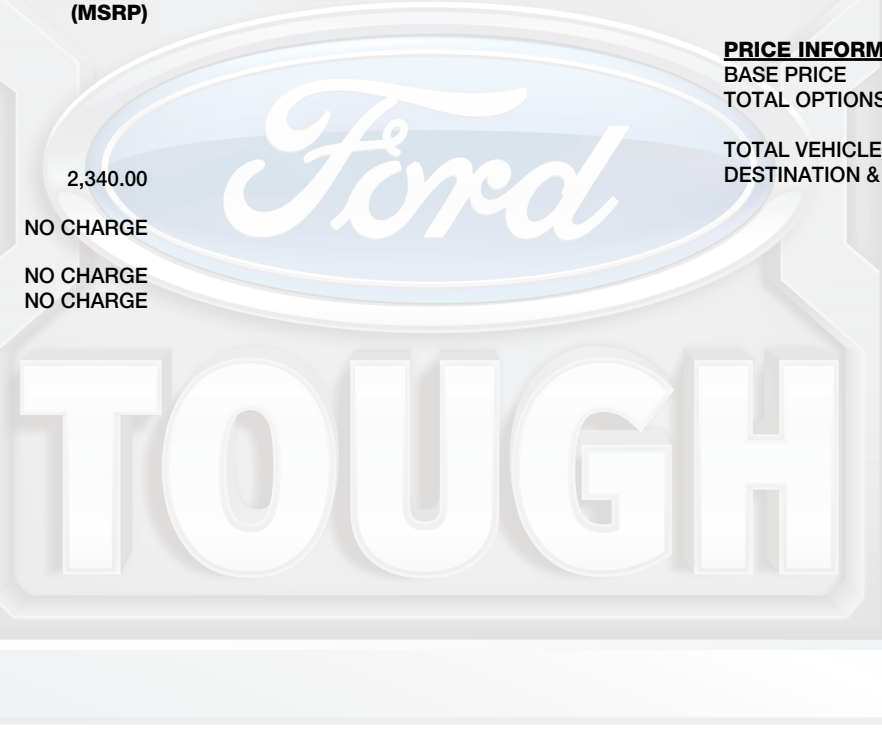 (MSRP)
2,340.00
NO CHARGE
NO CHARGE
NO CHARGE
PRICE INFORM
BASE PRICE
TOTAL OPTIONS
TOTAL VEHICLE
DESTINATION &
Ford
TOUGH